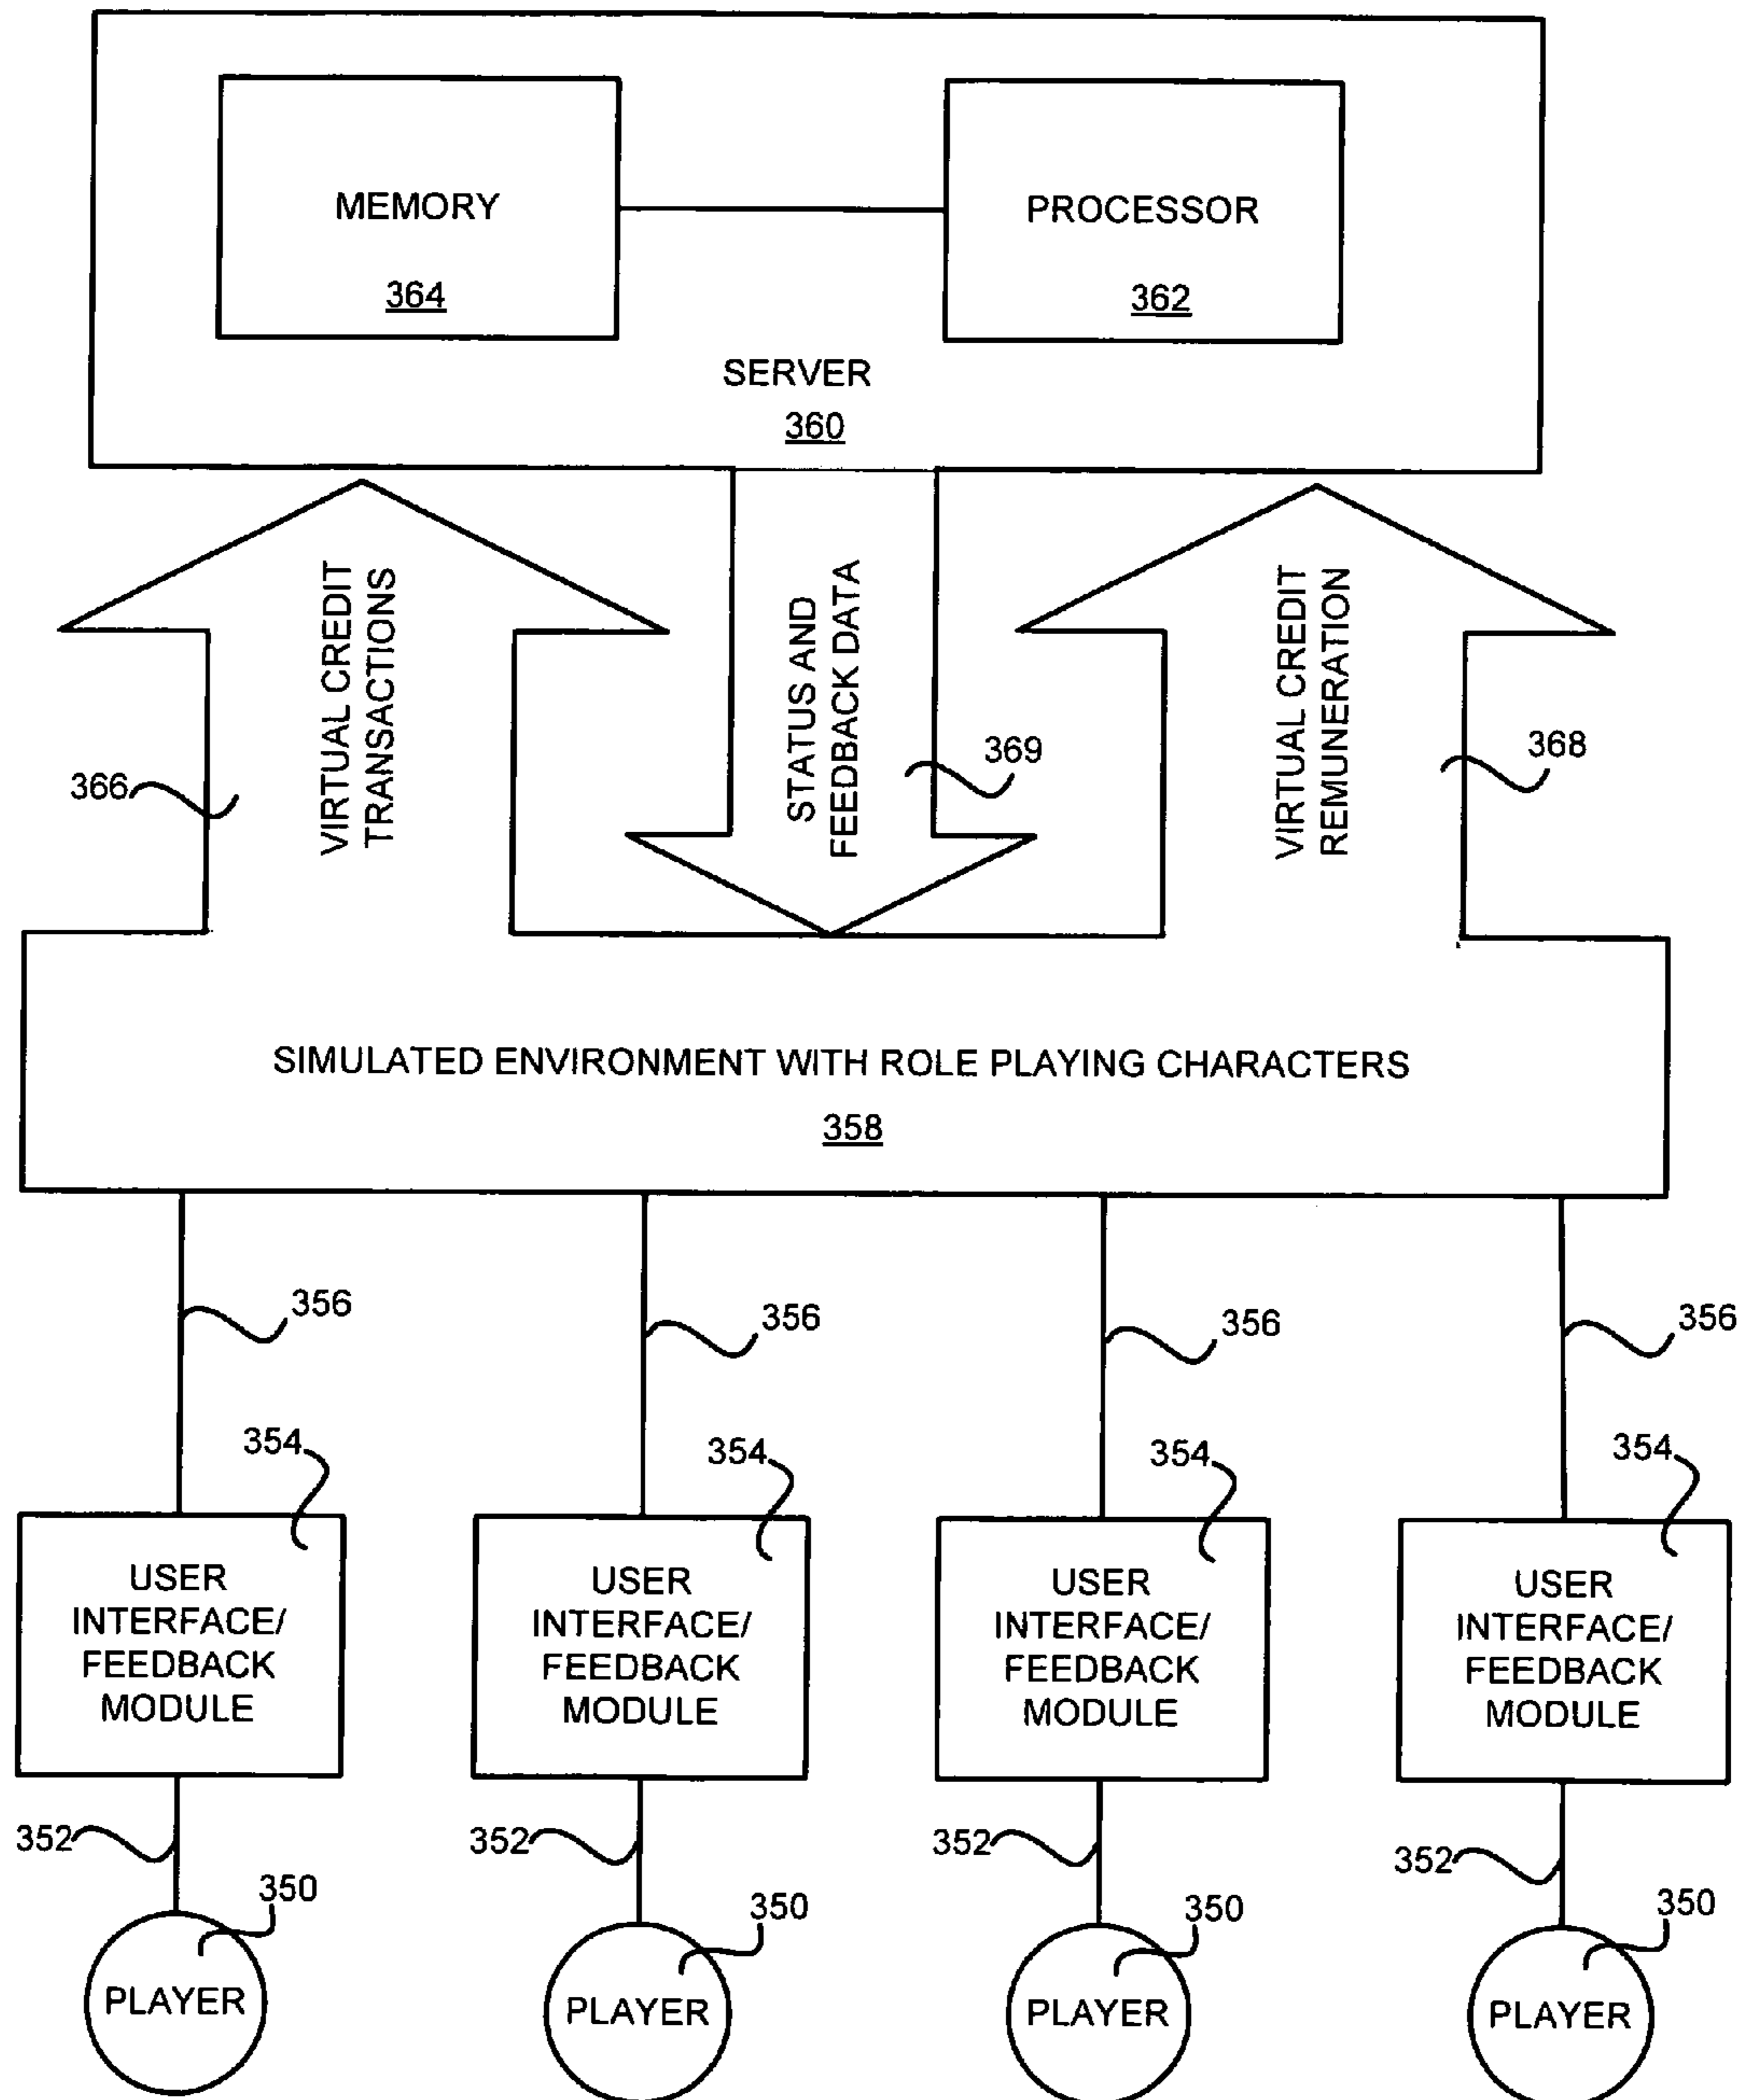 MEMORY
364
PROCESSOR
362
SERVER
360
VIRTUAL CREDIT
TRANSACTIONS
366
STATUS AND
FEEDBACK DATA
369
VIRTUAL CREDIT
REMUNERATION
368
SIMULATED ENVIRONMENT WITH ROLE PLAYING CHARACTERS
358
356
356
356
356
354
354
354
354
USER
INTERFACE/
FEEDBACK
MODULE
USER
INTERFACE/
FEEDBACK
MODULE
USER
INTERFACE/
FEEDBACK
MODULE
USER
INTERFACE/
FEEDBACK
MODULE
352
352
352
352
350
350
350
350
PLAYER
PLAYER
PLAYER
PLAYER